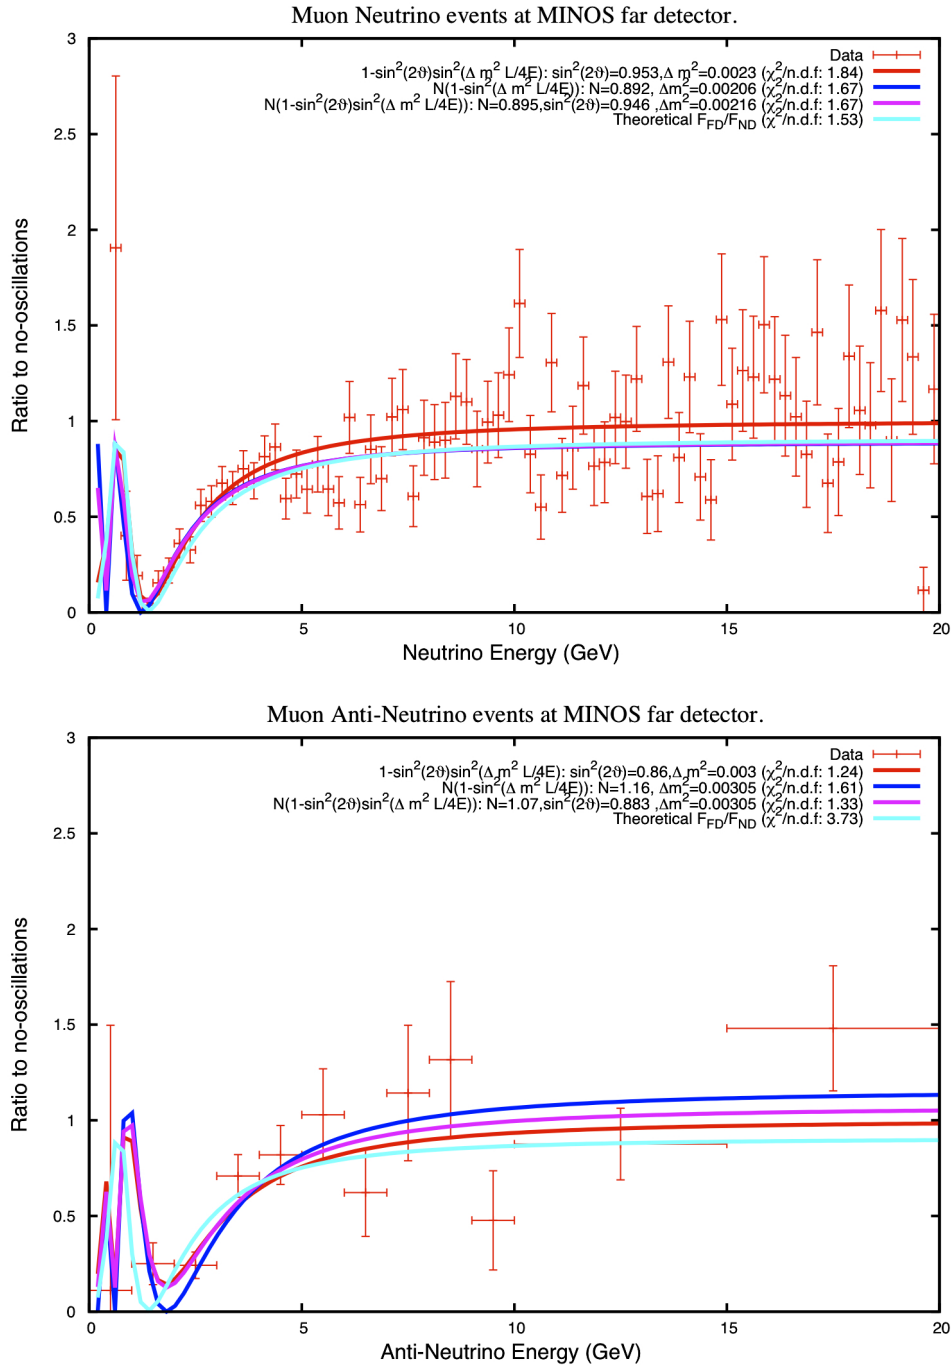 Muon Neutrino events at MINOS far detector.
3
Data
1-sin²(2ϑ)sin²(Δ m² L/4E): sin²(2ϑ)=0.953,Δ m²=0.0023 (χ²/n.d.f: 1.84)
N(1-sin²(Δ m² L/4E)): N=0.892, Δm²=0.00206 (χ²/n.d.f: 1.67)
N(1-sin²(2ϑ)sin²(Δ m² L/4E)): N=0.895,sin²(2ϑ)=0.946 ,Δm²=0.00216 (χ²/n.d.f: 1.67)
Theoretical F_FD/F_ND (χ²/n.d.f: 1.53)
2.5
2
1.5
1
0.5
0
Ratio to no-oscillations
0 5 10 15 20
Neutrino Energy (GeV)
Muon Anti-Neutrino events at MINOS far detector.
3
Data
1-sin²(2ϑ)sin²(Δ m² L/4E): sin²(2ϑ)=0.86,Δ m²=0.003 (χ²/n.d.f: 1.24)
N(1-sin²(Δ m² L/4E)): N=1.16, Δm²=0.00305 (χ²/n.d.f: 1.61)
N(1-sin²(2ϑ)sin²(Δ m² L/4E)): N=1.07,sin²(2ϑ)=0.883 ,Δm²=0.00305 (χ²/n.d.f: 1.33)
Theoretical F_FD/F_ND (χ²/n.d.f: 3.73)
2.5
2
1.5
1
0.5
0
Ratio to no-oscillations
0 5 10 15 20
Anti-Neutrino Energy (GeV)